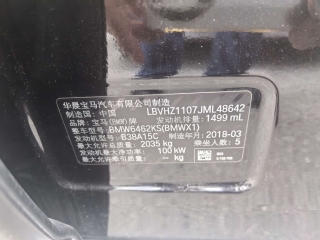 华晨宝马汽车有限公司制造
制造国: 中国 LBVHZ1107JML48642
品牌: 宝马(BMW)牌 发动机排量: 1499 mL
整车型号: BMW6462KS(BMWX1)
发动机型号: B38A15C 制造年月: 2018-03
最大允许总质量: 2035 kg 乘坐人数: 5
发动机最大净功率: 100 kW
最大允许牵引质量: -- kg